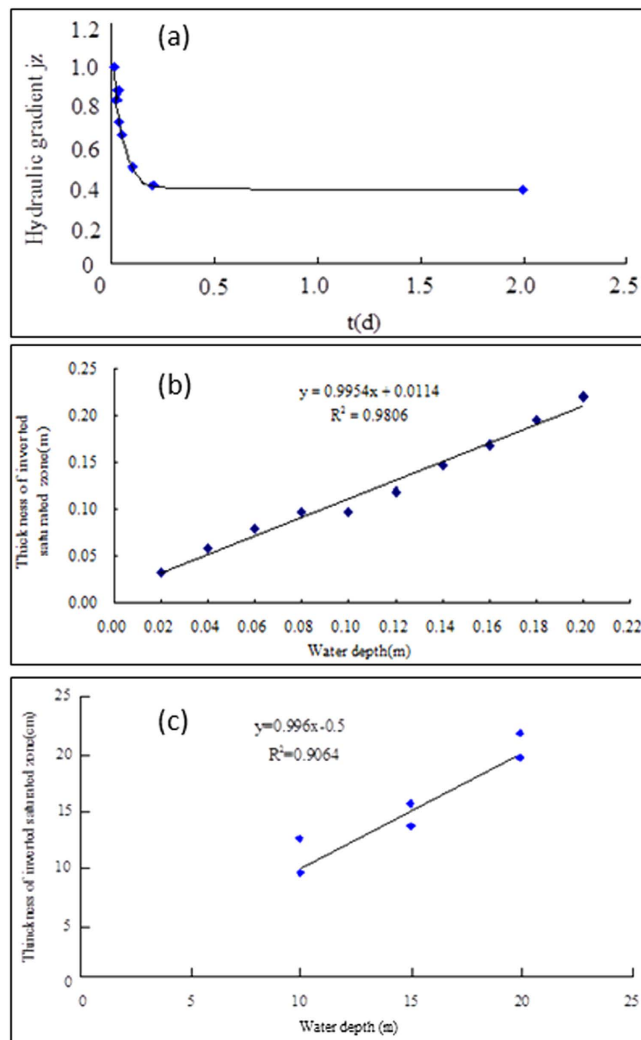 (a)
Hydraulic gradient jz
1.2
1.0
0.8
0.6
0.4
0.2
0
0 0.5 1.0 1.5 2.0 2.5
t(d)
(b)
y = 0.9954x + 0.0114
R² = 0.9806
Thickness of inverted
saturated zone(m)
0.25
0.20
0.15
0.10
0.05
0.00
0.00 0.02 0.04 0.06 0.08 0.10 0.12 0.14 0.16 0.18 0.20 0.22
Water depth(m)
(c)
y=0.996x-0.5
R²=0.9064
Thinckness of inverted saturated zone(cm)
25
20
15
10
5
0
0 5 10 15 20 25
Water depth (m)